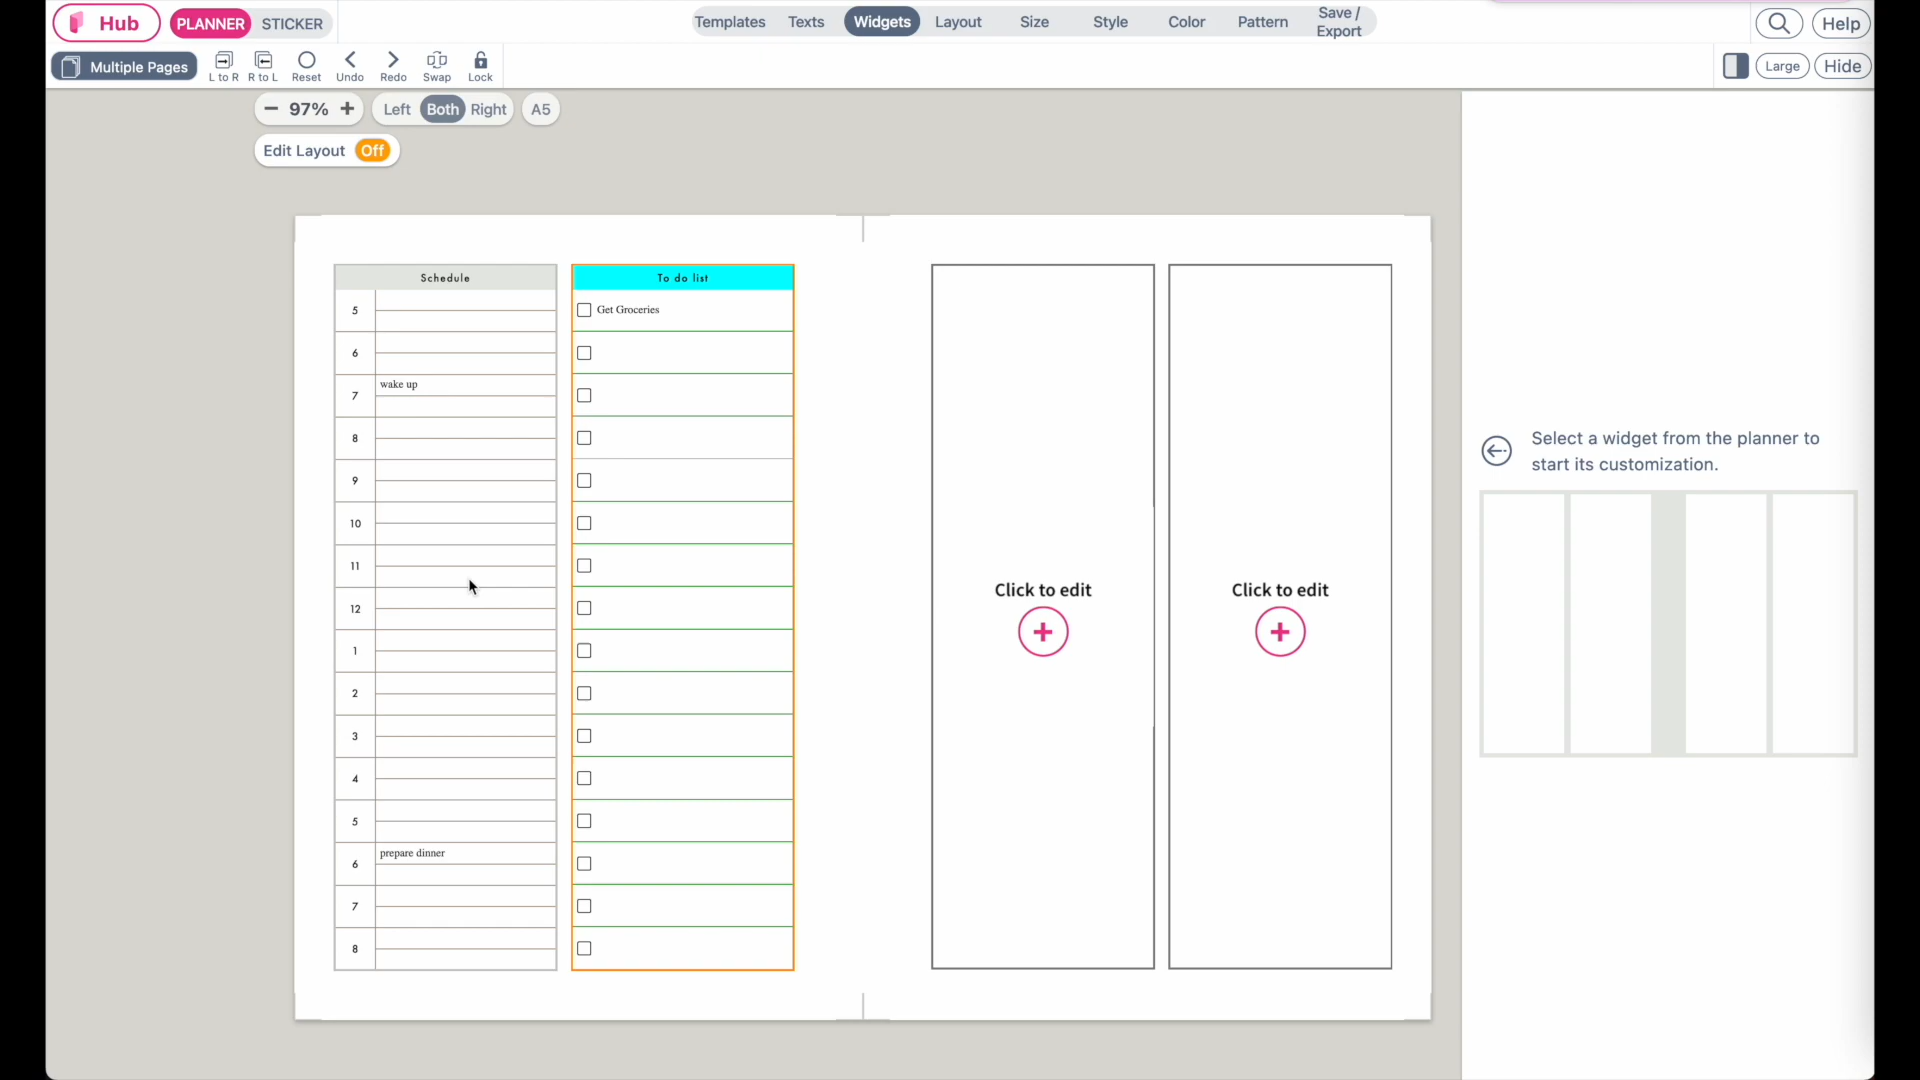 Hub
PLANNER
STICKER
Templates
Texts
Widgets
Layout
Size
Style
Color
Pattern
Save /
Export
Help
Multiple Pages
L to R
R to L
Reset
Undo
Redo
Swap
Lock
Large
Hide
97%
Left
Both
Right
A5
Edit Layout
Off
Schedule
5
6
7
wake up
8
9
10
11
12
1
2
3
4
5
6
prepare dinner
7
8
To do list
Get Groceries
Click to edit
Click to edit
Select a widget from the planner to
start its customization.